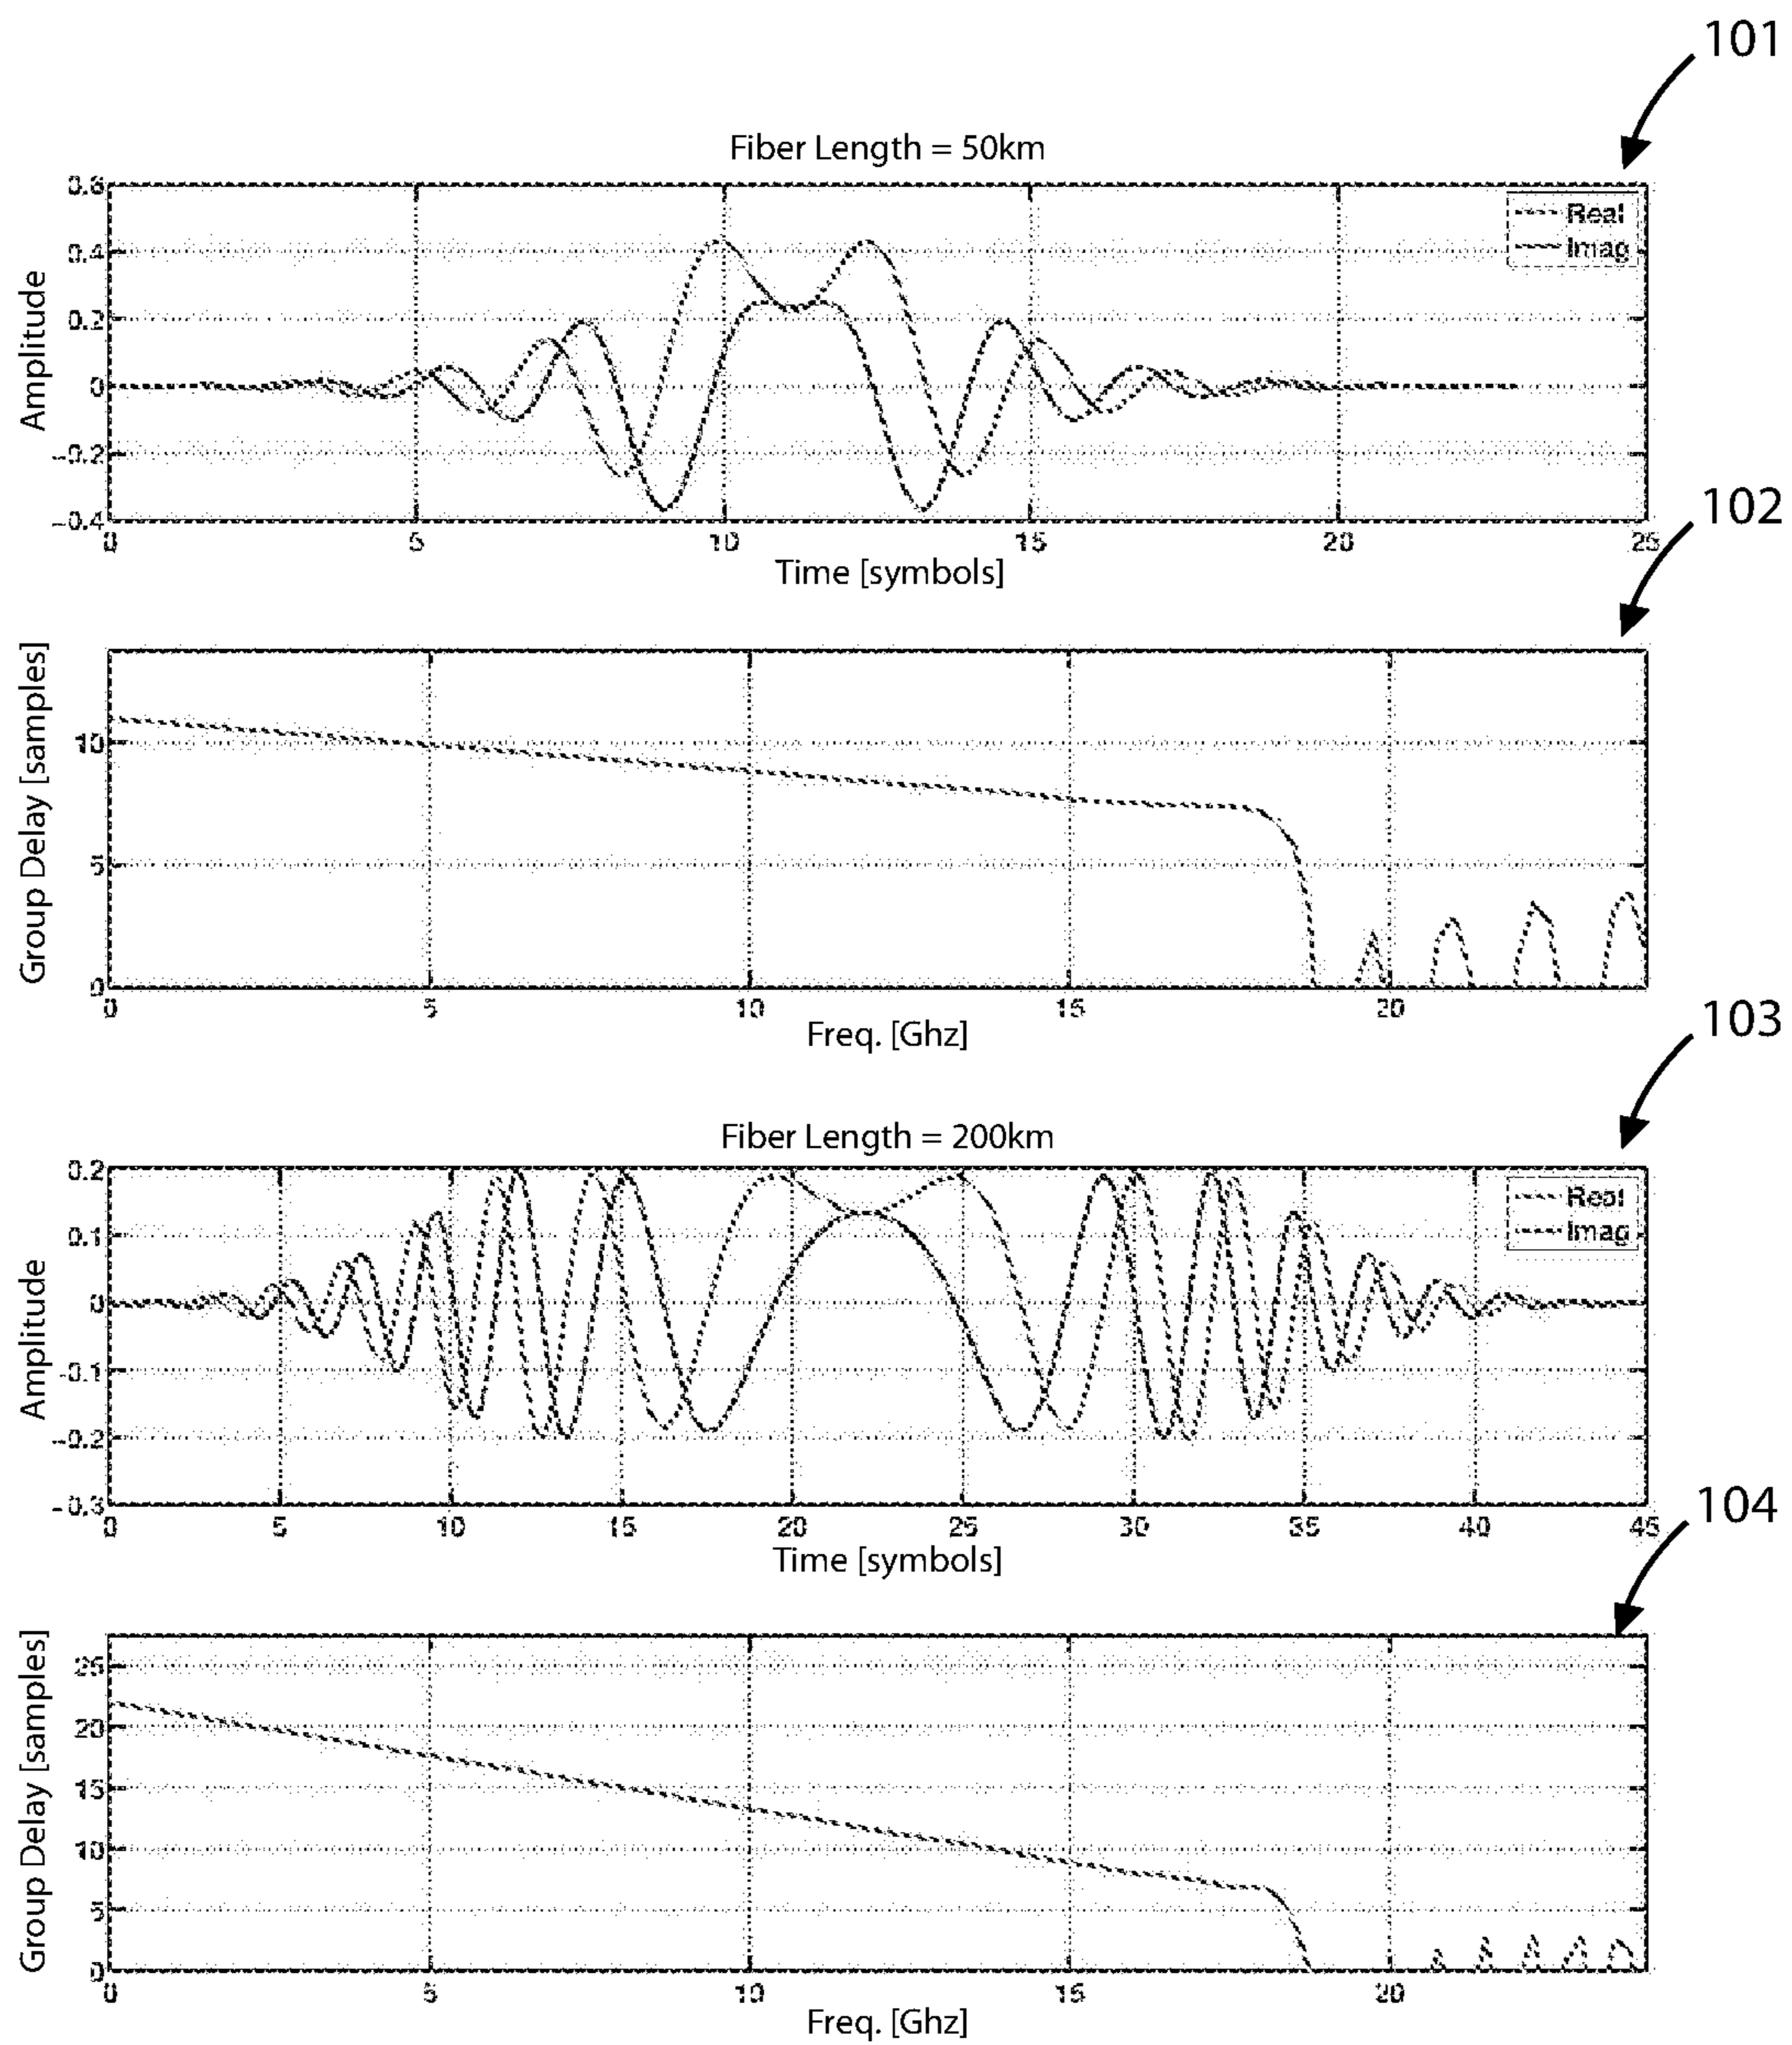 101
Fiber Length = 50km
Amplitude
0.6
0.4
0.2
0
-0.2
-0.4
Real
Imag
0 5 10 15 20 25
Time [symbols]
102
Group Delay [samples]
10
5
0
0 5 10 15 20
Freq. [Ghz]
103
Fiber Length = 200km
Amplitude
0.2
0.1
0
-0.1
-0.2
-0.3
Real
Imag
0 5 10 15 20 25 30 35 40 45
Time [symbols]
104
Group Delay [samples]
25
20
15
10
5
0
0 5 10 15 20
Freq. [Ghz]